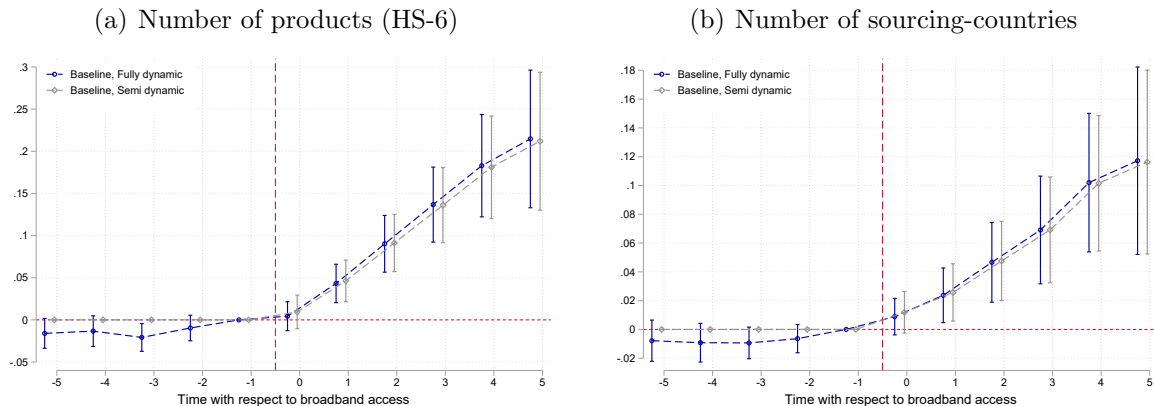 (a) Number of products (HS-6)
Baseline, Fully dynamic
Baseline, Semi dynamic
.3
.25
.2
.15
.1
.05
0
-.05
-5 -4 -3 -2 -1 0 1 2 3 4 5
Time with respect to broadband access
(b) Number of sourcing-countries
Baseline, Fully dynamic
Baseline, Semi dynamic
.18
.16
.14
.12
.1
.08
.06
.04
.02
0
-.02
-5 -4 -3 -2 -1 0 1 2 3 4 5
Time with respect to broadband access